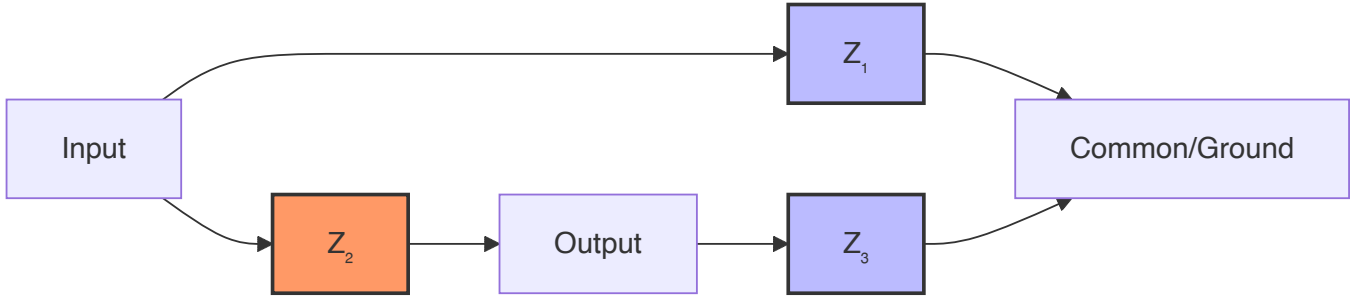 Z₁
Input
Common/Ground
Z₂
Output
Z₃